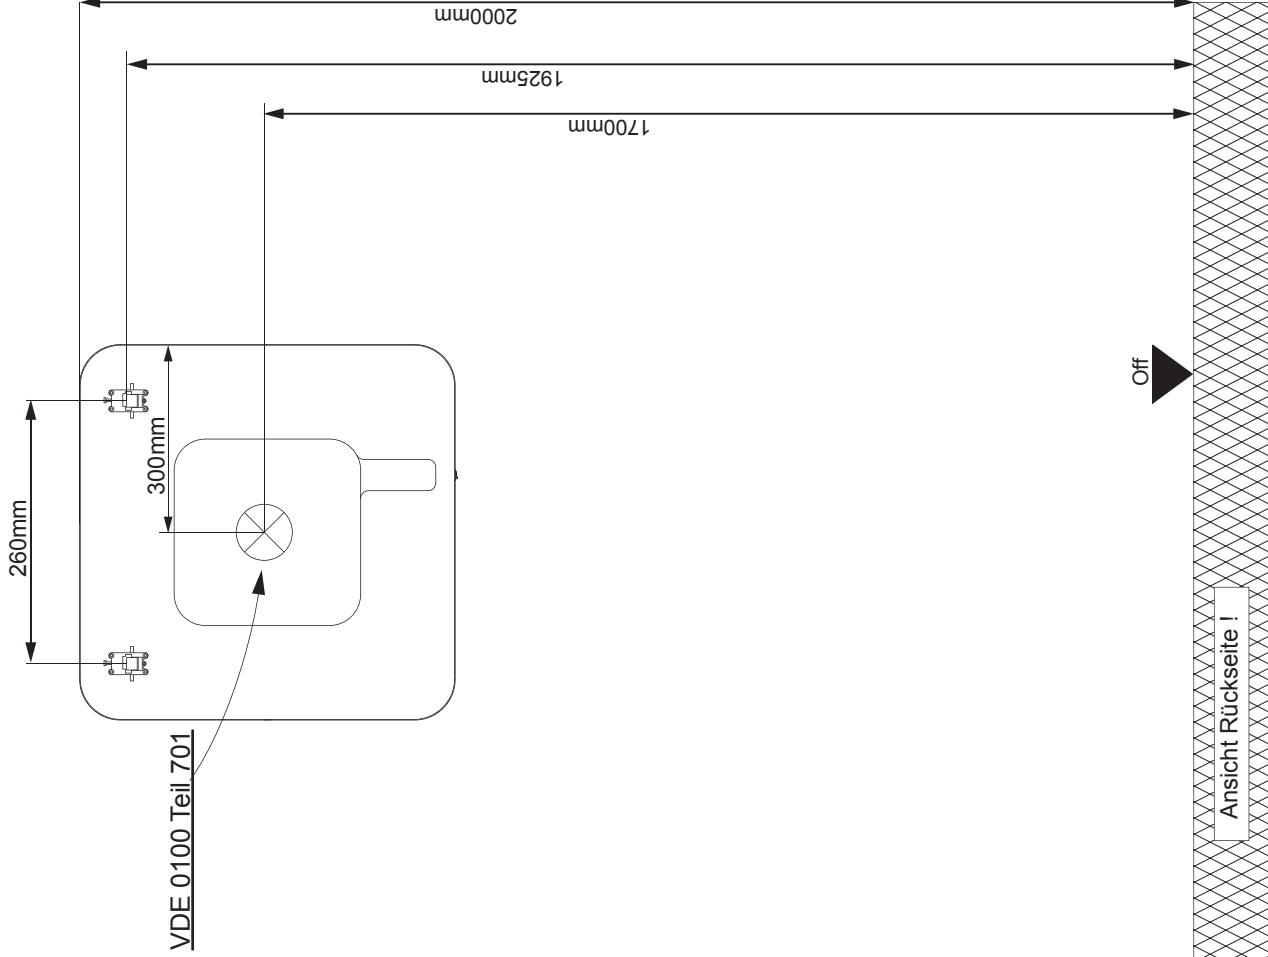 2000mm
1925mm
1700mm
260mm
300mm
VDE 0100 Teil 701
Off
Ansicht Rückseite !